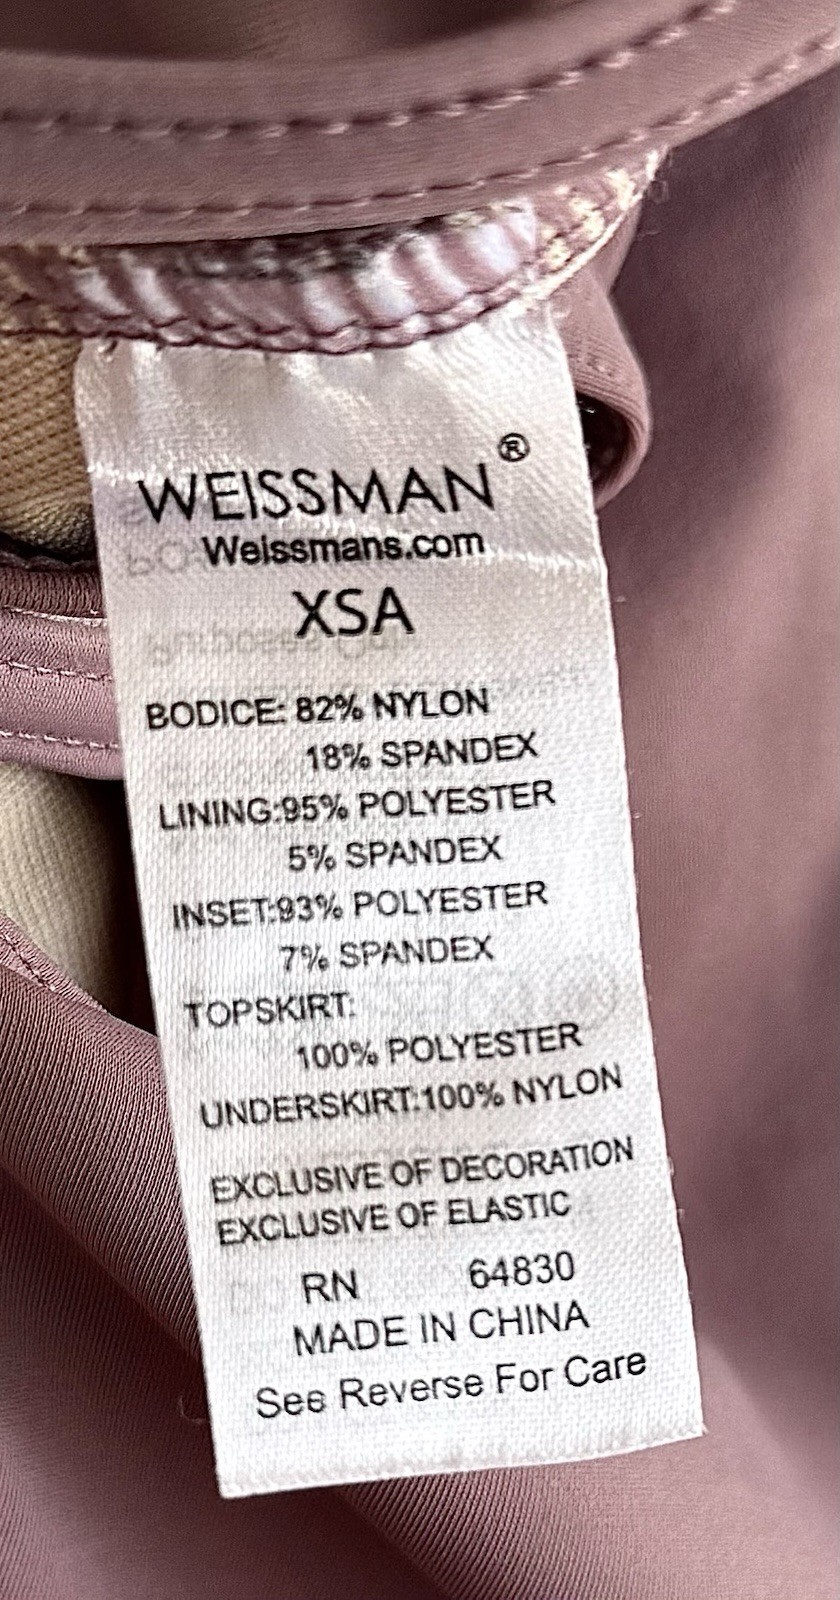 WEISSMAN®
Weissmans.com
XSA
BODICE: 82% NYLON
18% SPANDEX
LINING:95% POLYESTER
5% SPANDEX
INSET:93% POLYESTER
7% SPANDEX
TOPSKIRT:
100% POLYESTER
UNDERSKIRT:100% NYLON
EXCLUSIVE OF DECORATION
EXCLUSIVE OF ELASTIC
RN 64830
MADE IN CHINA
See Reverse For Care